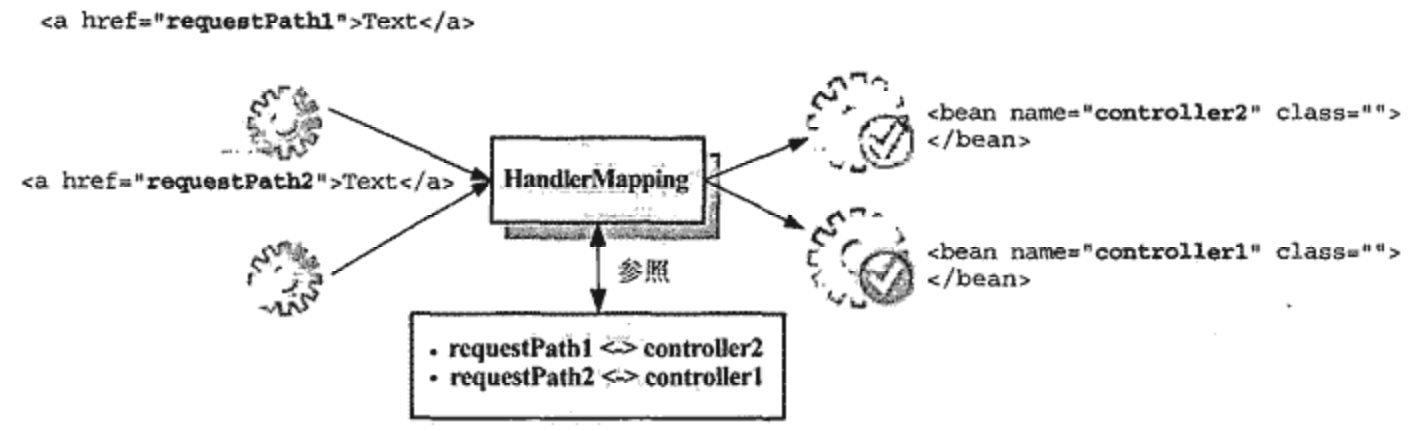 <a href="requestPath1">Text</a>
<bean name="controller2" class="">
</bean>
<a href="requestPath2">Text</a>
HandlerMapping
<bean name="controller1" class="">
</bean>
参照
• requestPath1 <-> controller2
• requestPath2 <-> controller1